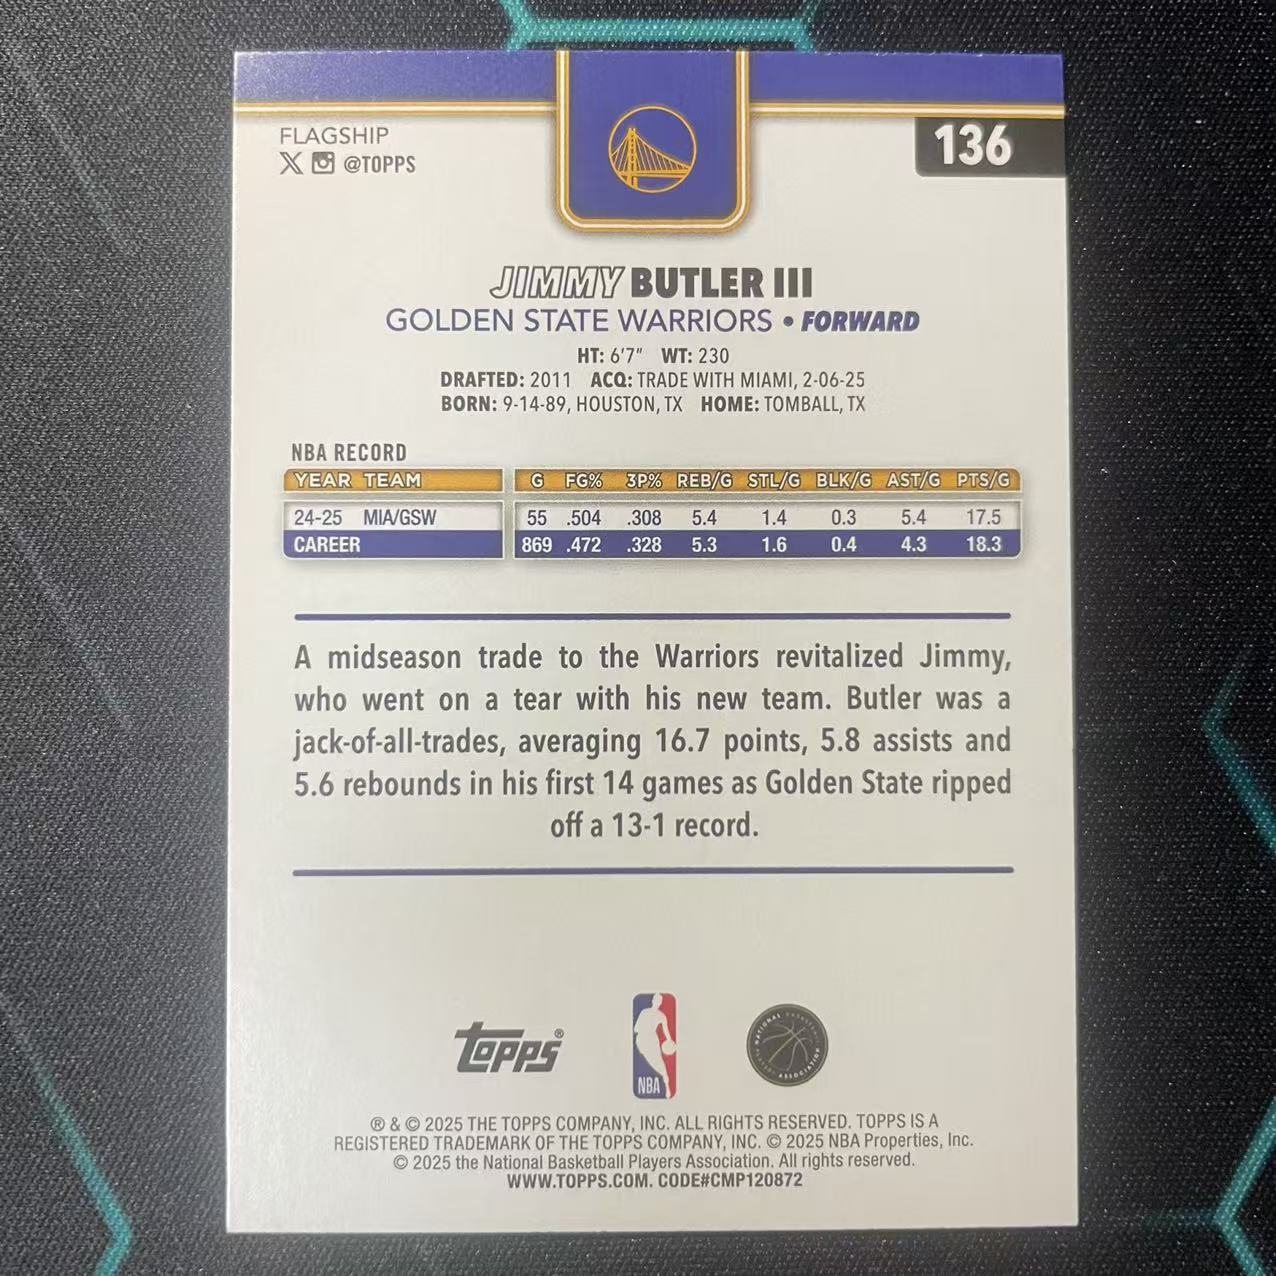 FLAGSHIP
136
@TOPPS
JIMMY BUTLER III
GOLDEN STATE WARRIORS • FORWARD
HT: 6'7" WT: 230
DRAFTED: 2011 ACQ: TRADE WITH MIAMI, 2-06-25
BORN: 9-14-89, HOUSTON, TX HOME: TOMBALL, TX
NBA RECORD
YEAR TEAM G FG% 3P% REB/G STL/G BLK/G AST/G PTS/G
24-25 MIA/GSW 55 .504 .308 5.4 1.4 0.3 5.4 17.5
CAREER 869 .472 .328 5.3 1.6 0.4 4.3 18.3
A midseason trade to the Warriors revitalized Jimmy,
who went on a tear with his new team. Butler was a
jack-of-all-trades, averaging 16.7 points, 5.8 assists and
5.6 rebounds in his first 14 games as Golden State ripped
off a 13-1 record.
Topps®
NBA
NATIONAL BASKETBALL PLAYERS ASSOCIATION
® & © 2025 THE TOPPS COMPANY, INC. ALL RIGHTS RESERVED. TOPPS IS A
REGISTERED TRADEMARK OF THE TOPPS COMPANY, INC. © 2025 NBA Properties, Inc.
© 2025 the National Basketball Players Association. All rights reserved.
WWW.TOPPS.COM. CODE#CMP120872